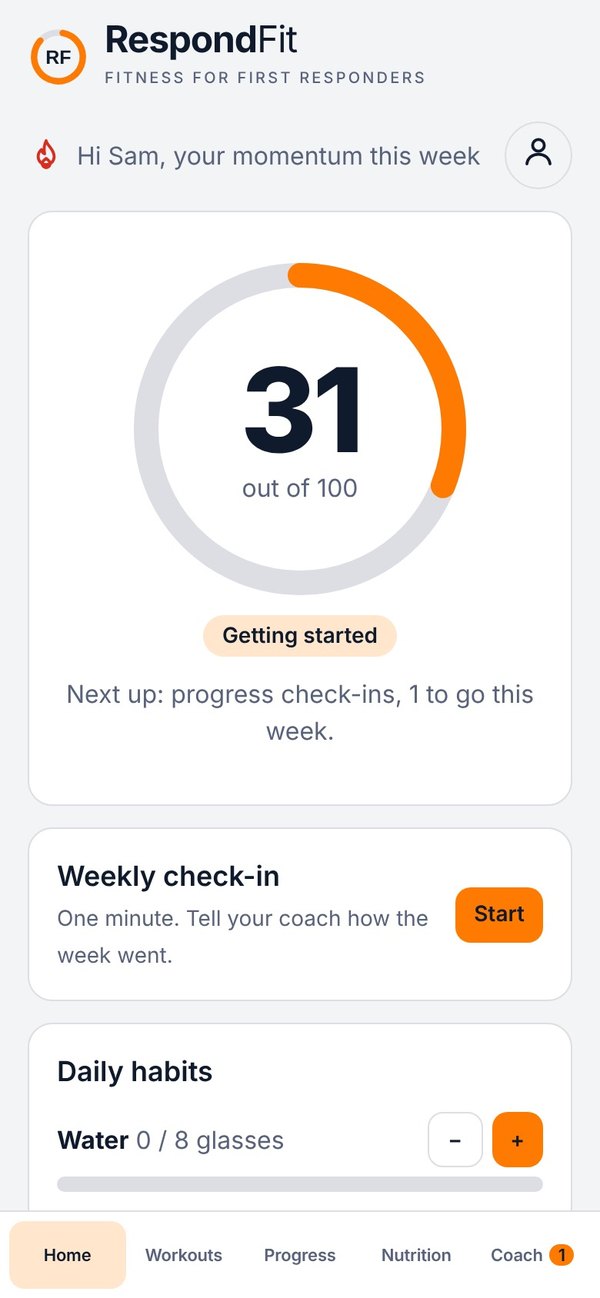 RF
RespondFit
FITNESS FOR FIRST RESPONDERS
Hi Sam, your momentum this week
31
out of 100
Getting started
Next up: progress check-ins, 1 to go this
week.
Weekly check-in
One minute. Tell your coach how the
week went.
Start
Daily habits
Water 0 / 8 glasses
− +
Home Workouts Progress Nutrition Coach 1